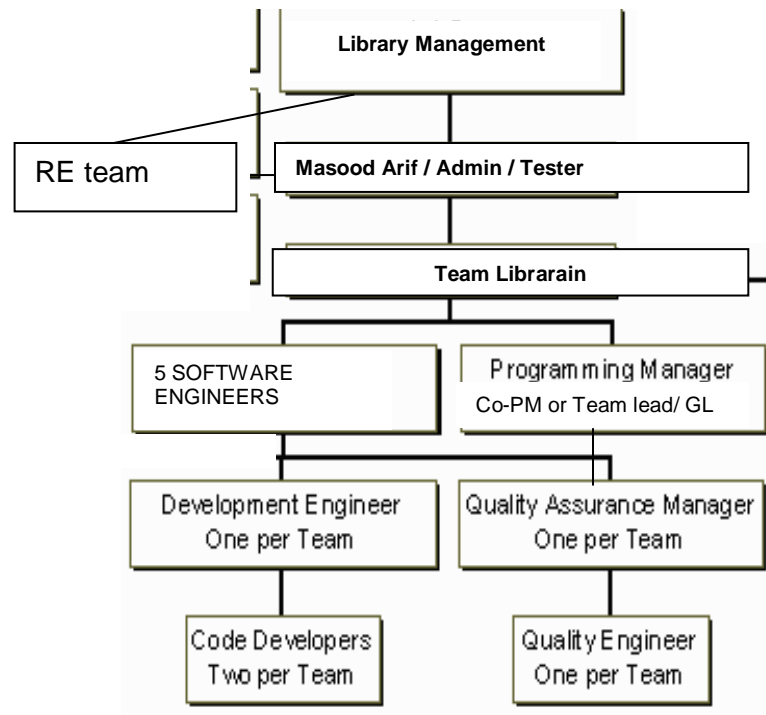 Library Management
RE team
Masood Arif / Admin / Tester
Team Librarain
5 SOFTWARE
ENGINEERS
Programming Manager
Co-PM or Team lead/ GL
Development Engineer
One per Team
Quality Assurance Manager
One per Team
Code Developers
Two per Team
Quality Engineer
One per Team